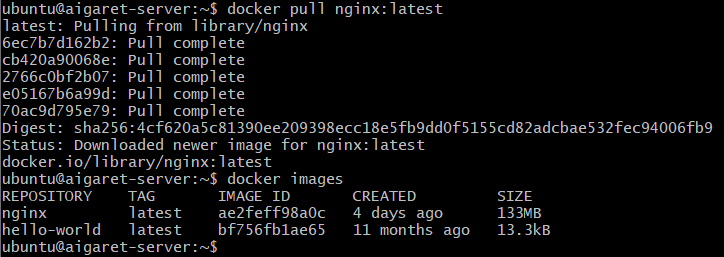 ubuntu@aigaret-server:~$ docker pull nginx:latest
latest: Pulling from library/nginx
6ec7b7d162b2: Pull complete
cb420a90068e: Pull complete
2766c0bf2b07: Pull complete
e05167b6a99d: Pull complete
70ac9d795e79: Pull complete
Digest: sha256:4cf620a5c81390ee209398ecc18e5fb9dd0f5155cd82adcbae532fec94006fb9
Status: Downloaded newer image for nginx:latest
docker.io/library/nginx:latest
ubuntu@aigaret-server:~$ docker images
REPOSITORY TAG IMAGE ID CREATED SIZE
nginx latest ae2feff98a0c 4 days ago 133MB
hello-world latest bf756fb1ae65 11 months ago 13.3kB
ubuntu@aigaret-server:~$